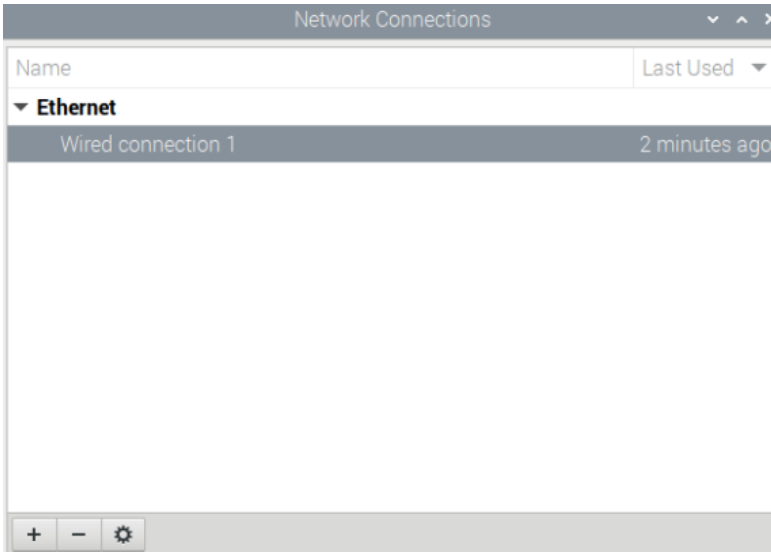 Network Connections
Name Last Used
Ethernet
Wired connection 1 2 minutes ago